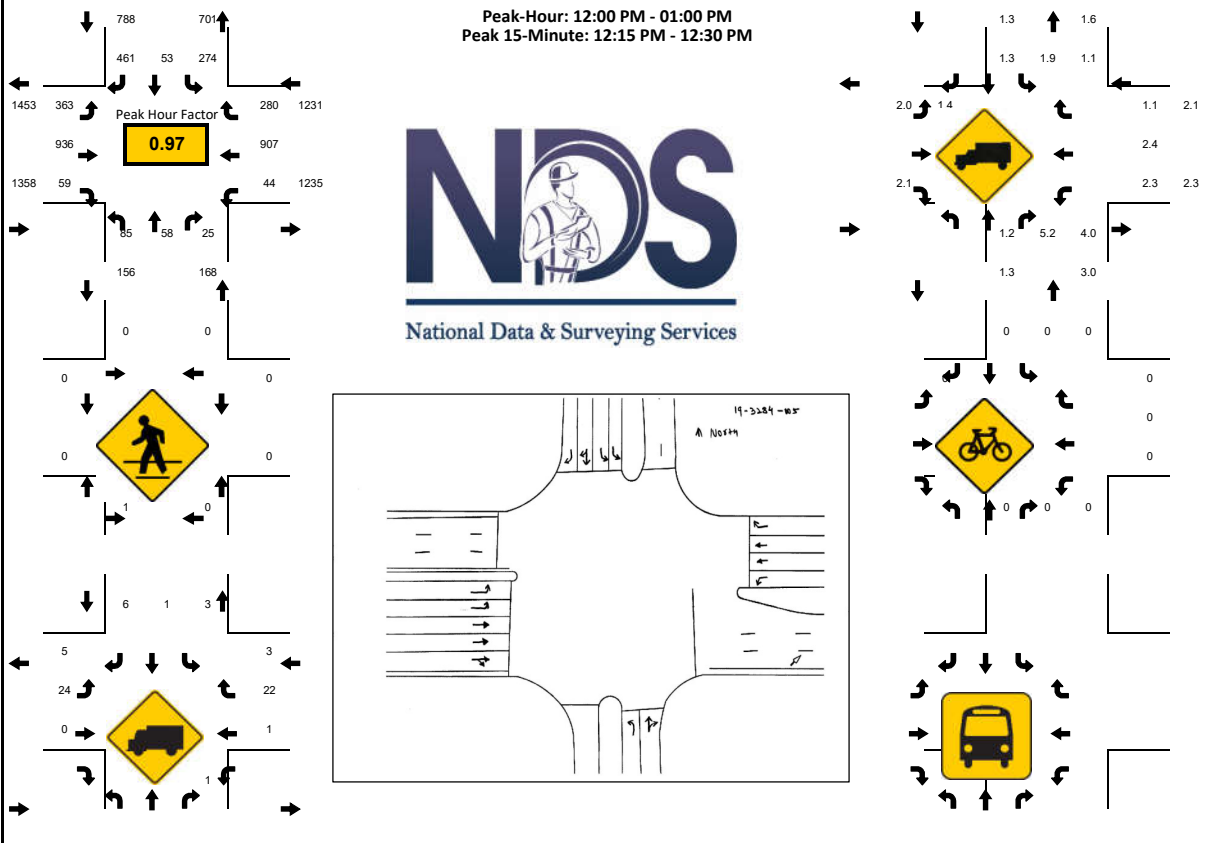 Peak-Hour: 12:00 PM - 01:00 PM
Peak 15-Minute: 12:15 PM - 12:30 PM
788 701
461 53 274
1453 363 280 1231
Peak Hour Factor
0.97
936 907
1358 59 44 1235
85 58 25
156 168
0 0
0 0
0 0
1 0
6 1 3
5 3
24 22
0 1
1
NDS
National Data & Surveying Services
North
1.3 1.6
1.3 1.9 1.1
2.0 1.4 1.1 2.1
2.4
2.1 2.3 2.3
1.2 5.2 4.0
1.3 3.0
0 0 0
0 0
0
0
0 0 0